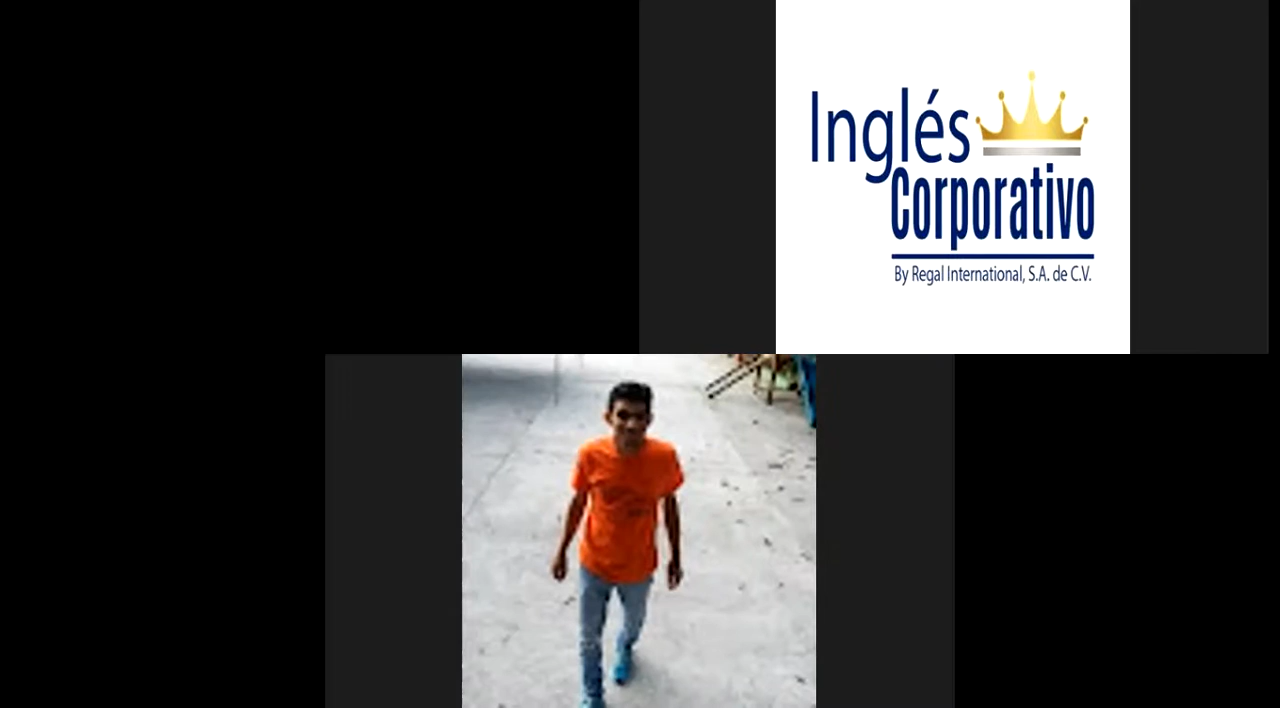 Inglés
Corporativo
By Regal International, S.A. de C.V.